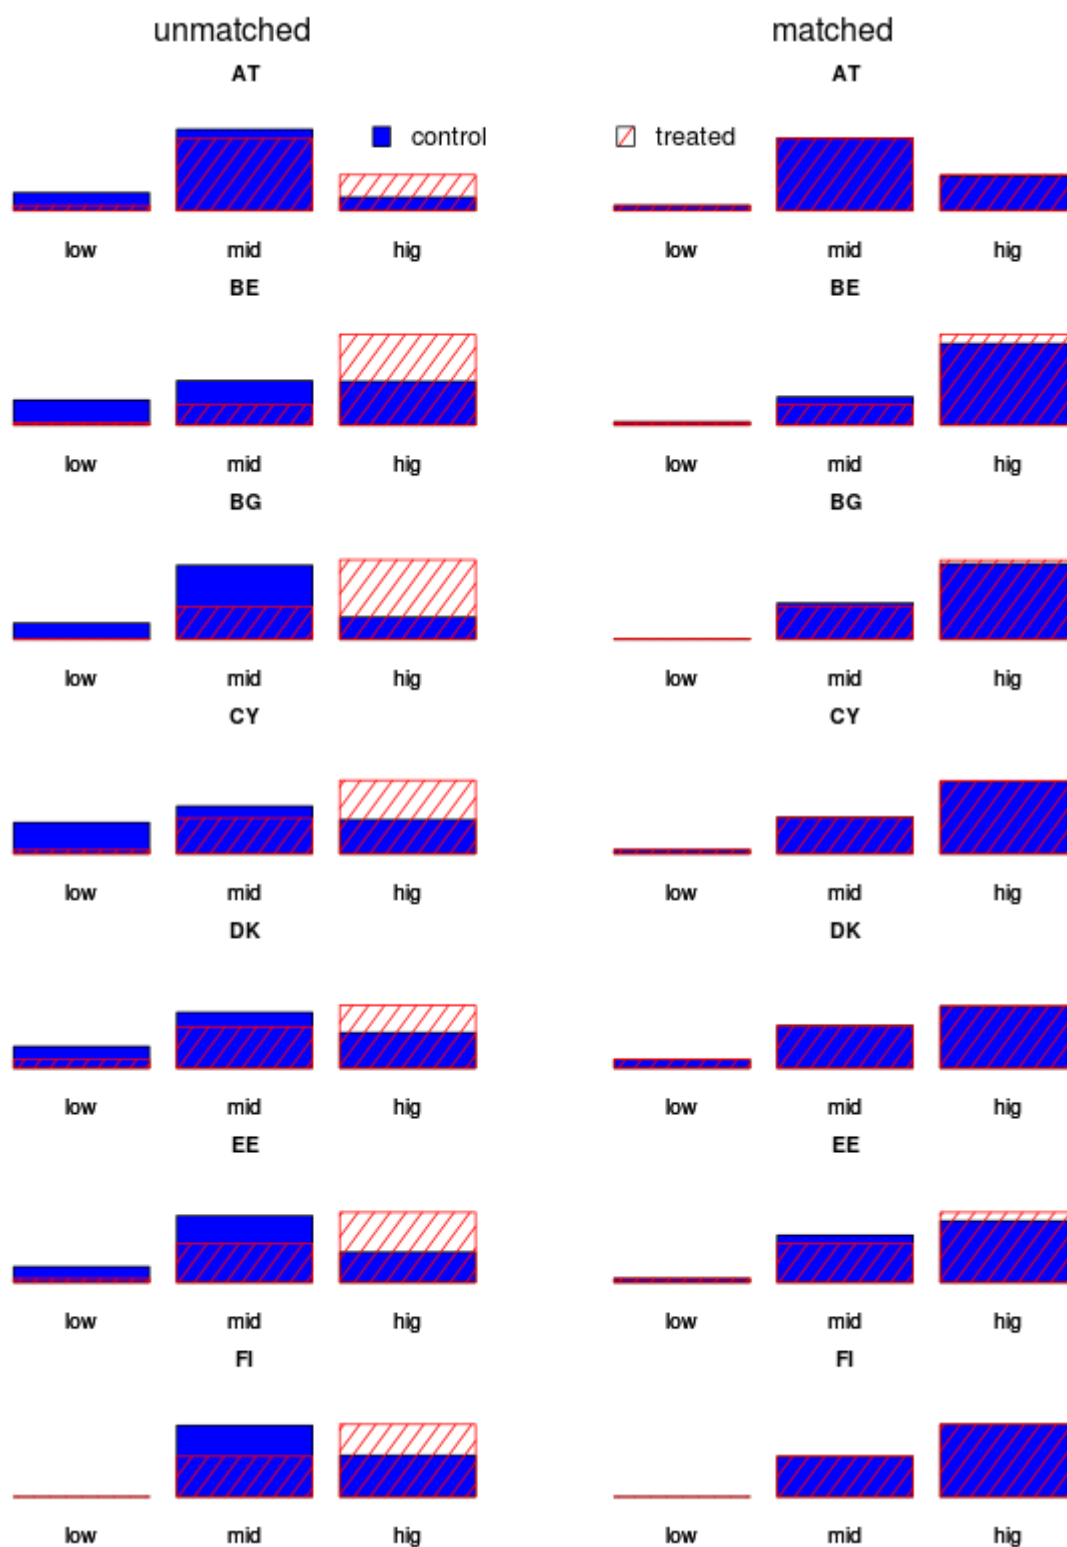 unmatched matched
AT AT
control treated
low mid hig low mid hig
BE BE
low mid hig low mid hig
BG BG
low mid hig low mid hig
CY CY
low mid hig low mid hig
DK DK
low mid hig low mid hig
EE EE
low mid hig low mid hig
FI FI
low mid hig low mid hig